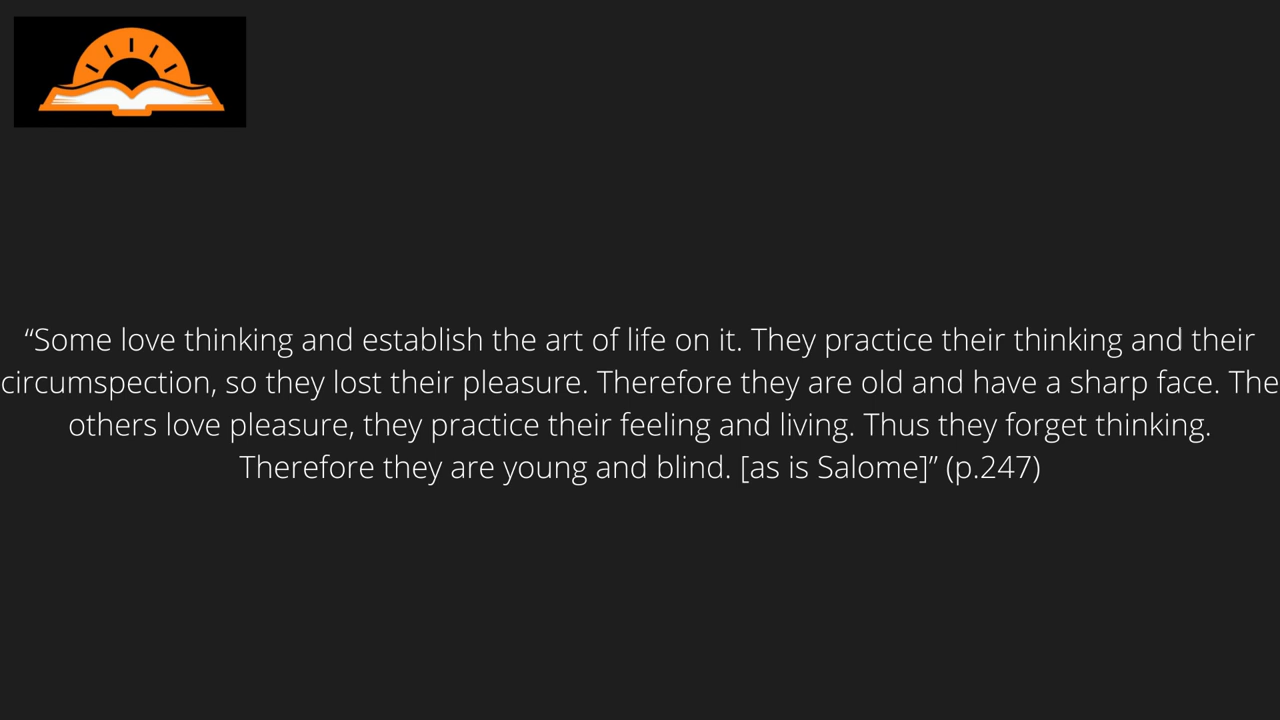 “Some love thinking and establish the art of life on it. They practice their thinking and their
circumspection, so they lost their pleasure. Therefore they are old and have a sharp face. The
others love pleasure, they practice their feeling and living. Thus they forget thinking.
Therefore they are young and blind. [as is Salome]” (p.247)